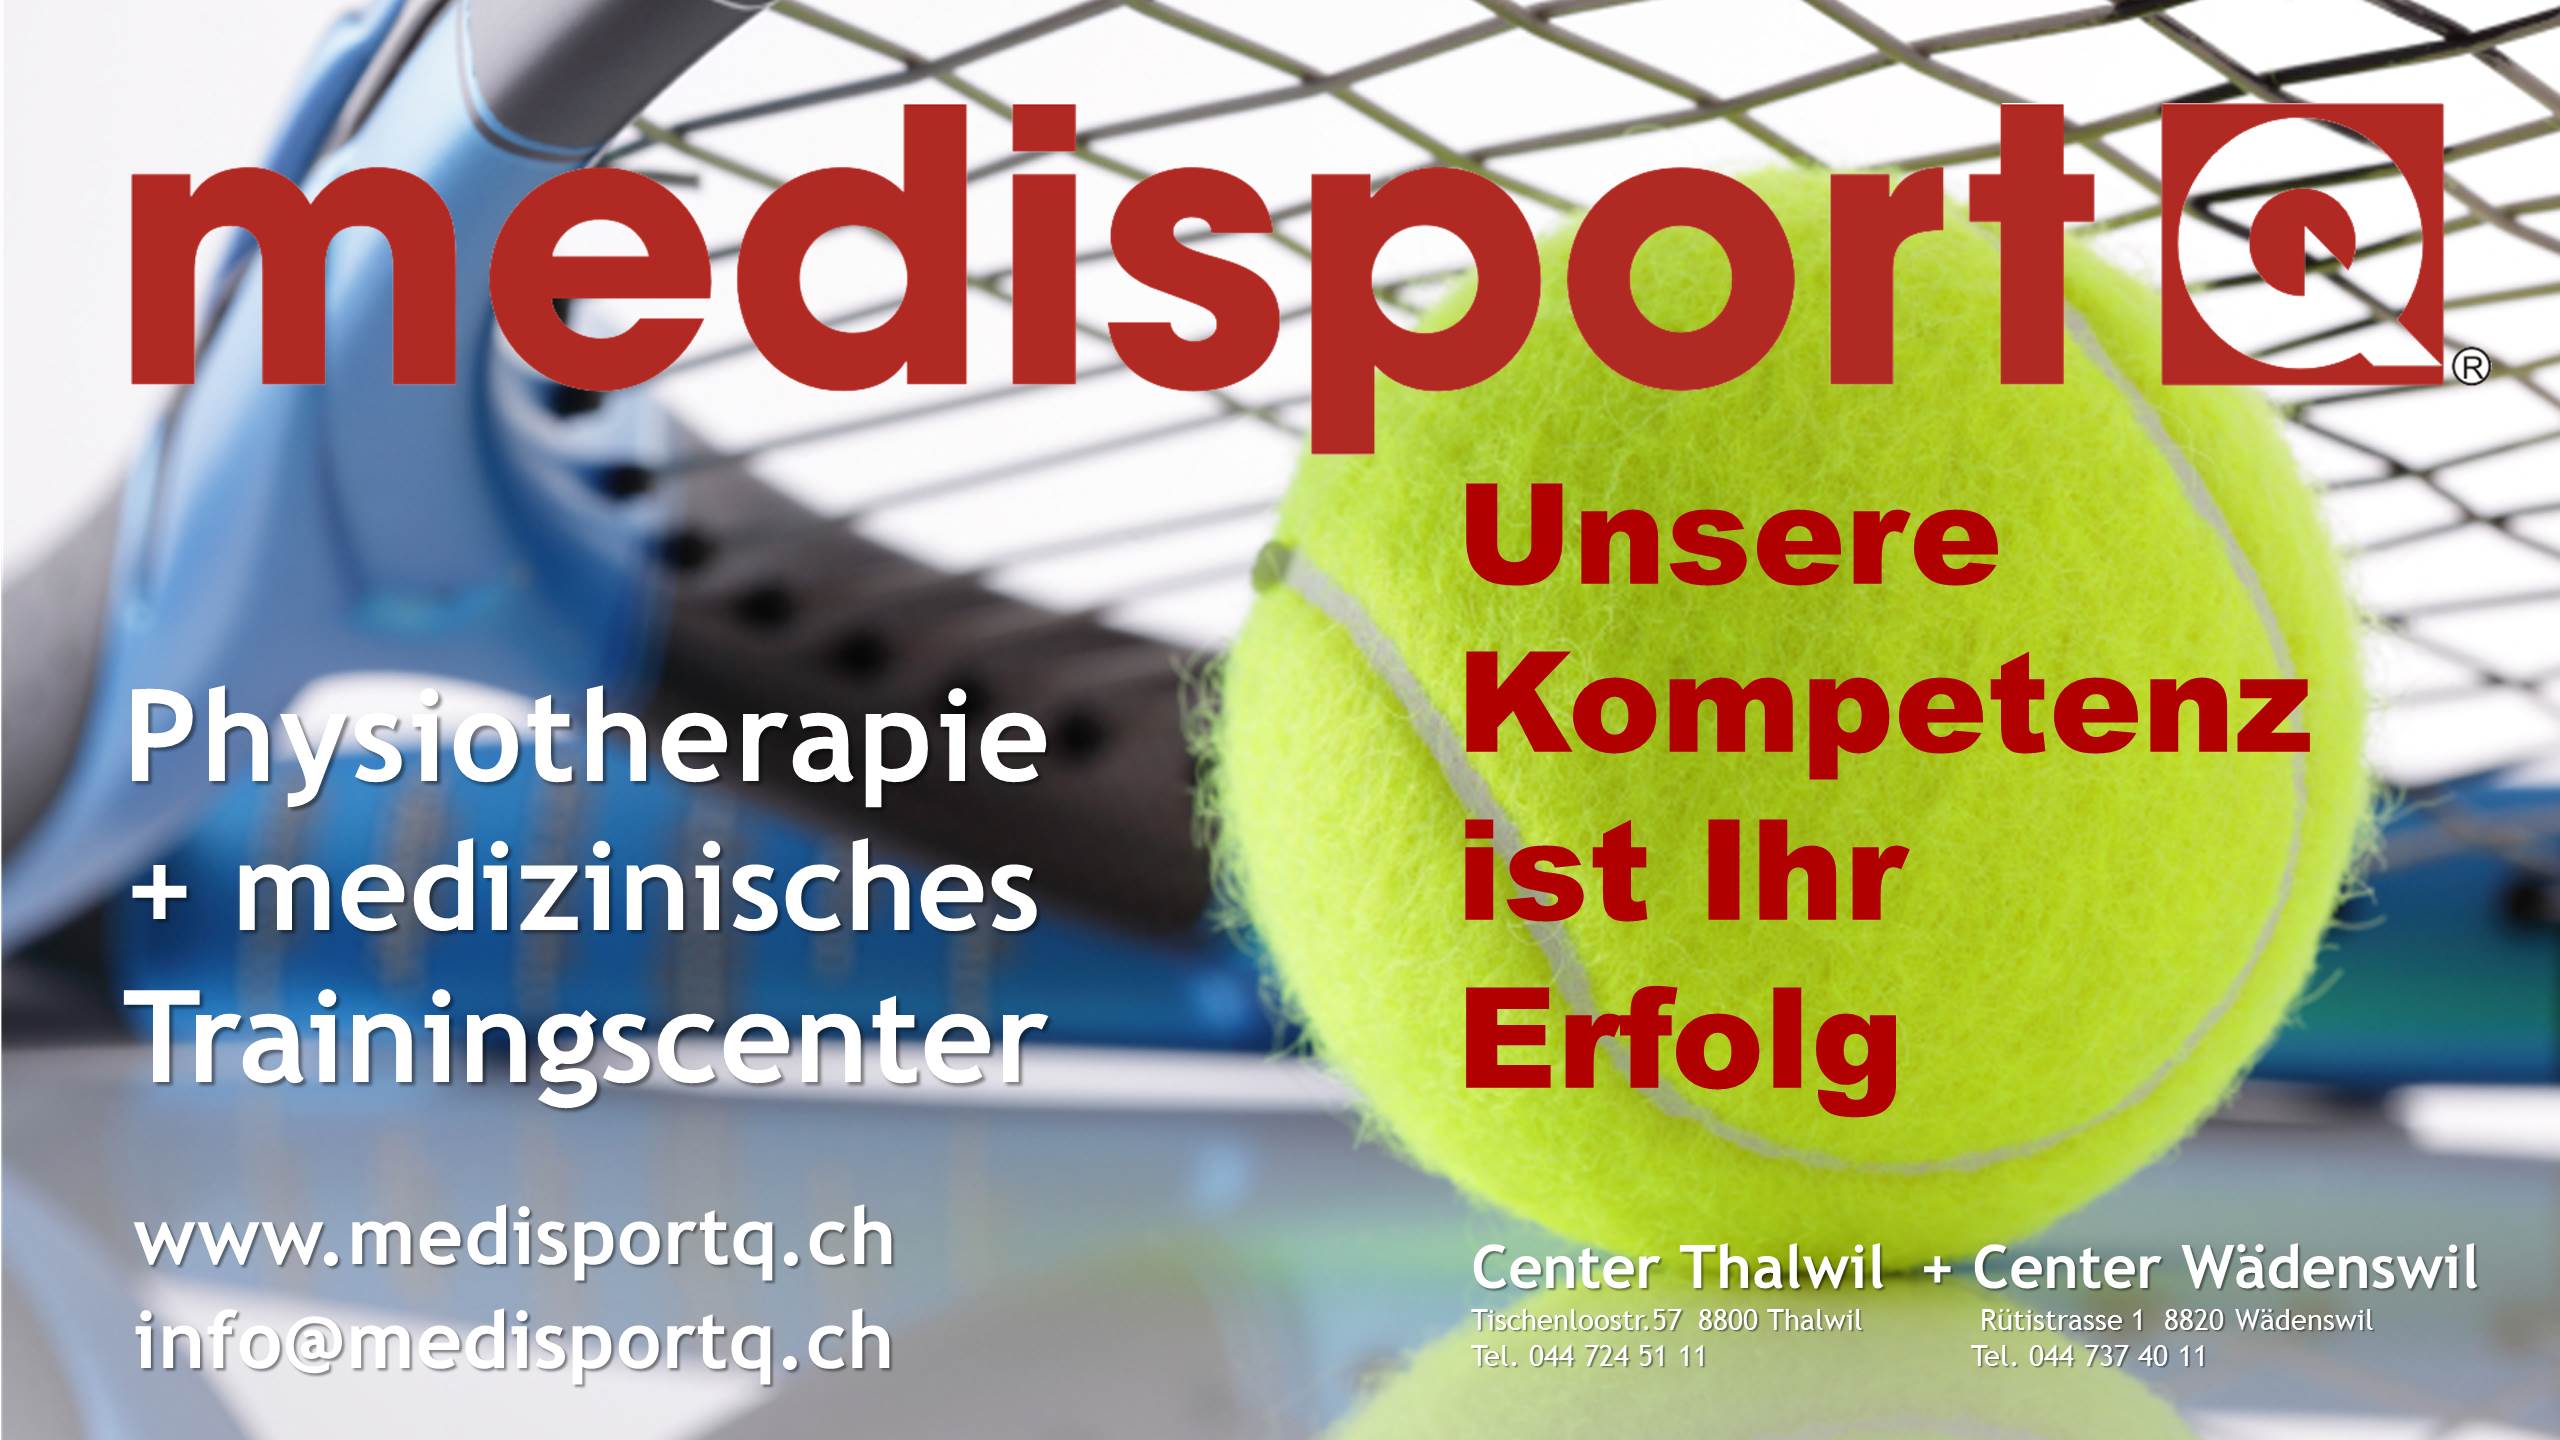 medisport Q ®
Unsere
Kompetenz
ist Ihr
Erfolg
Physiotherapie
+ medizinisches
Trainingscenter
www.medisportq.ch
info@medisportq.ch
Center Thalwil + Center Wädenswil
Tischenloostr.57 8800 Thalwil Rütistrasse 1 8820 Wädenswil
Tel. 044 724 51 11 Tel. 044 737 40 11